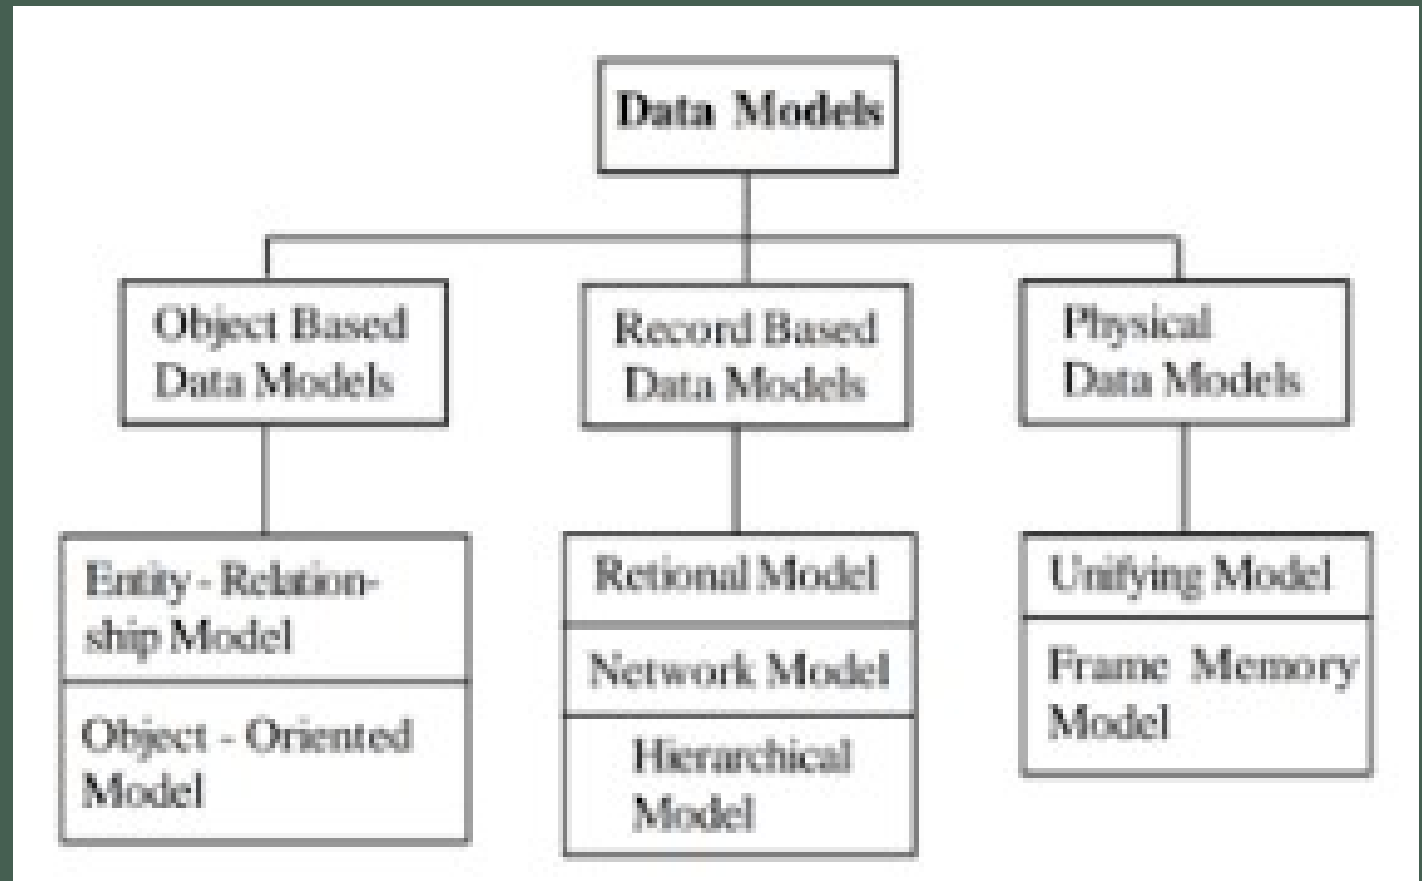 Data Models
Object Based
Data Models
Record Based
Data Models
Physical
Data Models
Entity - Relation-
ship Model
Object - Oriented
Model
Retional Model
Network Model
Hierarchical
Model
Unifying Model
Frame Memory
Model